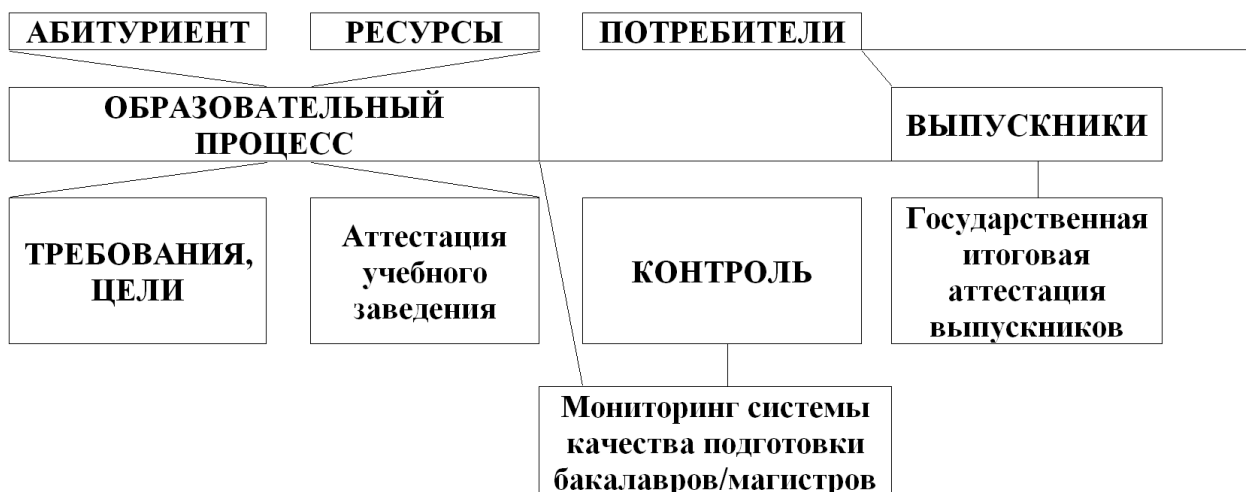 АБИТУРИЕНТ
РЕСУРСЫ
ПОТРЕБИТЕЛИ
ОБРАЗОВАТЕЛЬНЫЙ
ПРОЦЕСС
ВЫПУСКНИКИ
ТРЕБОВАНИЯ,
ЦЕЛИ
Аттестация
учебного
заведения
КОНТРОЛЬ
Государственная
итоговая
аттестация
выпускников
Мониторинг системы
качества подготовки
бакалавров/магистров